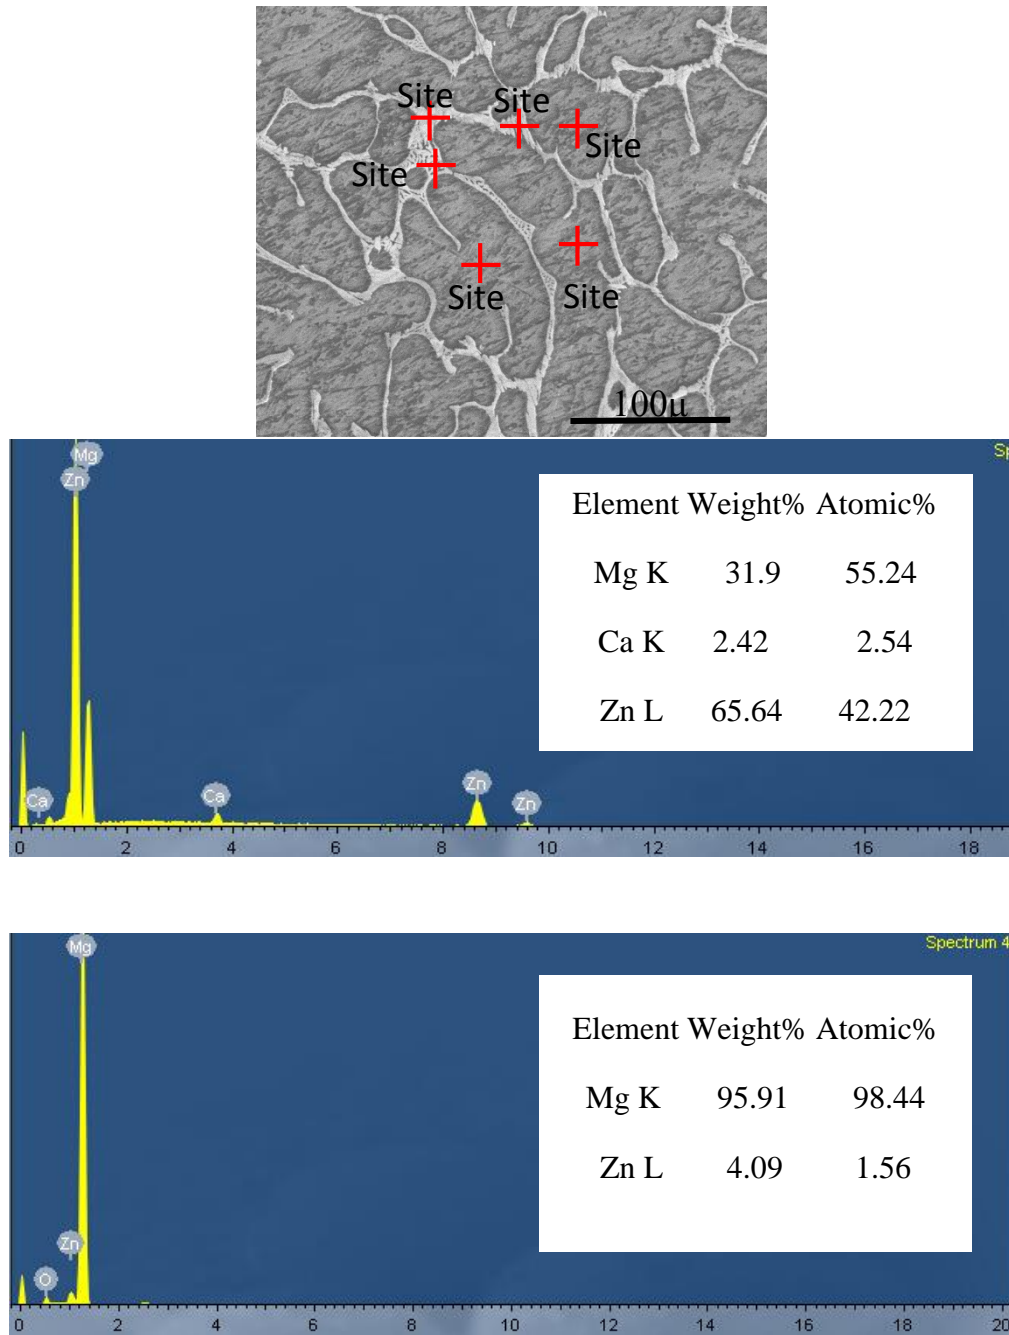 Site
Site
Site
Site
Site
Site
100µ
Mg
Zn
Sp
Element Weight% Atomic%
Mg K 31.9 55.24
Ca K 2.42 2.54
Zn L 65.64 42.22
Ca
Ca
Zn
Zn
0 2 4 6 8 10 12 14 16 18
Mg
Spectrum 4
Element Weight% Atomic%
Mg K 95.91 98.44
Zn L 4.09 1.56
Zn
O
0 2 4 6 8 10 12 14 16 18 20